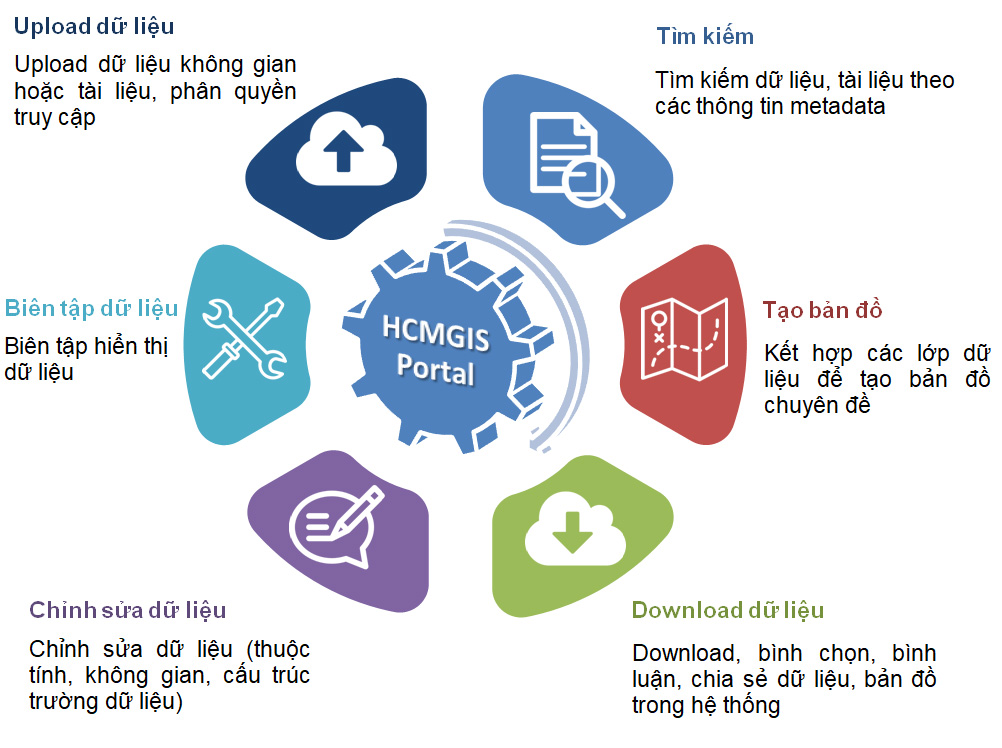 Upload dữ liệu
Upload dữ liệu không gian
hoặc tài liệu, phân quyền
truy cập
Tìm kiếm
Tìm kiếm dữ liệu, tài liệu theo
các thông tin metadata
Biên tập dữ liệu
Biên tập hiển thị
dữ liệu
HCMGIS
Portal
Tạo bản đồ
Kết hợp các lớp dữ
liệu để tạo bản đồ
chuyên đề
Chỉnh sửa dữ liệu
Chỉnh sửa dữ liệu (thuộc
tính, không gian, cấu trúc
trường dữ liệu)
Download dữ liệu
Download, bình chọn, bình
luận, chia sẻ dữ liệu, bản đồ
trong hệ thống